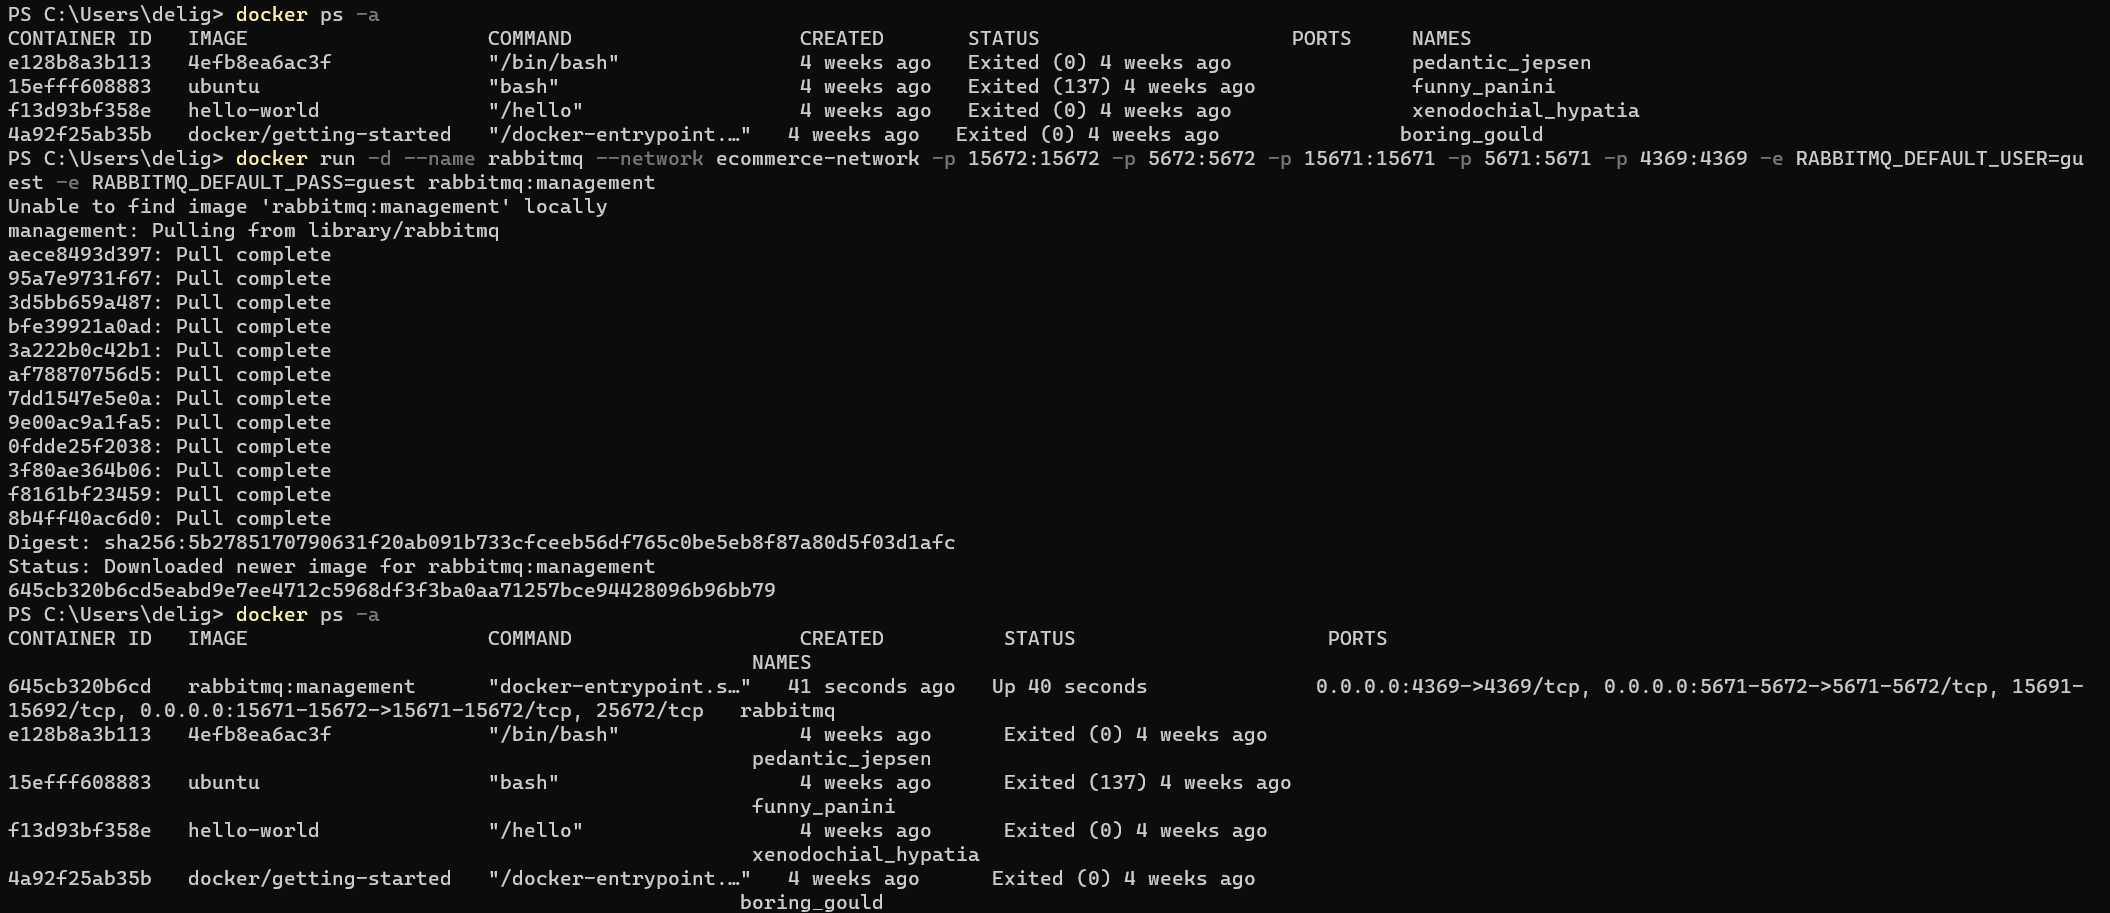 PS C:\Users\delig> docker ps -a
CONTAINER ID   IMAGE                    COMMAND                   CREATED       STATUS                     PORTS     NAMES
e128b8a3b113   4efb8ea6ac3f             "/bin/bash"               4 weeks ago   Exited (0) 4 weeks ago               pedantic_jepsen
15efff608883   ubuntu                   "bash"                    4 weeks ago   Exited (137) 4 weeks ago             funny_panini
f13d93bf358e   hello-world              "/hello"                  4 weeks ago   Exited (0) 4 weeks ago               xenodochial_hypatia
4a92f25ab35b   docker/getting-started   "/docker-entrypoint.…"   4 weeks ago   Exited (0) 4 weeks ago               boring_gould
PS C:\Users\delig> docker run -d --name rabbitmq --network ecommerce-network -p 15672:15672 -p 5672:5672 -p 15671:15671 -p 5671:5671 -p 4369:4369 -e RABBITMQ_DEFAULT_USER=gu
est -e RABBITMQ_DEFAULT_PASS=guest rabbitmq:management
Unable to find image 'rabbitmq:management' locally
management: Pulling from library/rabbitmq
aece8493d397: Pull complete
95a7e9731f67: Pull complete
3d5bb659a487: Pull complete
bfe39921a0ad: Pull complete
3a222b0c42b1: Pull complete
af78870756d5: Pull complete
7dd1547e5e0a: Pull complete
9e00ac9a1fa5: Pull complete
0fdde25f2038: Pull complete
3f80ae364b06: Pull complete
f8161bf23459: Pull complete
8b4ff40ac6d0: Pull complete
Digest: sha256:5b2785170790631f20ab091b733cfceeb56df765c0be5eb8f87a80d5f03d1afc
Status: Downloaded newer image for rabbitmq:management
645cb320b6cd5eabd9e7ee4712c5968df3f3ba0aa71257bce94428096b96bb79
PS C:\Users\delig> docker ps -a
CONTAINER ID   IMAGE                    COMMAND                   CREATED          STATUS                     PORTS
NAMES
645cb320b6cd   rabbitmq:management      "docker-entrypoint.s…"   41 seconds ago   Up 40 seconds              0.0.0.0:4369->4369/tcp, 0.0.0.0:5671-5672->5671-5672/tcp, 15691-
15692/tcp, 0.0.0.0:15671-15672->15671-15672/tcp, 25672/tcp   rabbitmq
e128b8a3b113   4efb8ea6ac3f             "/bin/bash"               4 weeks ago      Exited (0) 4 weeks ago
pedantic_jepsen
15efff608883   ubuntu                   "bash"                    4 weeks ago      Exited (137) 4 weeks ago
funny_panini
f13d93bf358e   hello-world              "/hello"                  4 weeks ago      Exited (0) 4 weeks ago
xenodochial_hypatia
4a92f25ab35b   docker/getting-started   "/docker-entrypoint.…"   4 weeks ago      Exited (0) 4 weeks ago
boring_gould